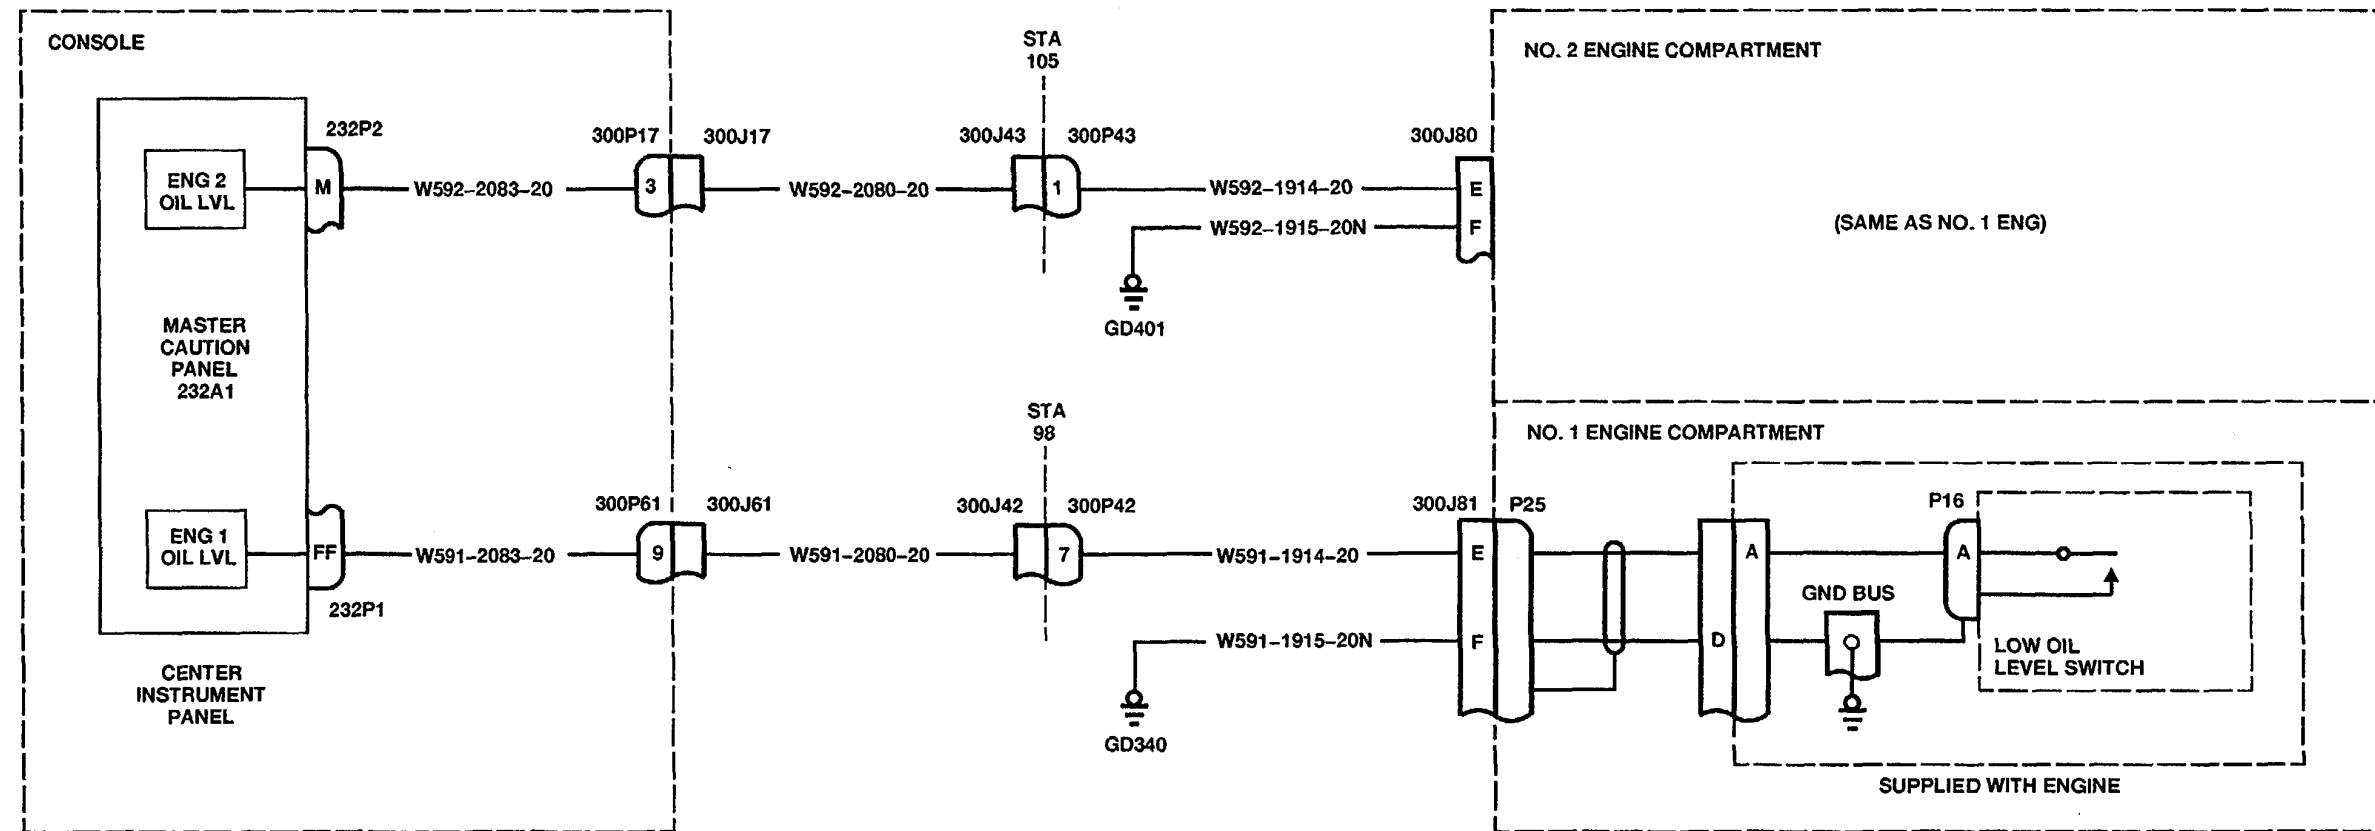 CONSOLE
STA
105
NO. 2 ENGINE COMPARTMENT
232P2
300P17
300J17
300J43
300P43
300J80
ENG 2
OIL LVL
M
W592-2083-20
3
W592-2080-20
1
W592-1914-20
E
W592-1915-20N
F
(SAME AS NO. 1 ENG)
GD401
MASTER
CAUTION
PANEL
232A1
STA
98
NO. 1 ENGINE COMPARTMENT
300P61
300J61
300J42
300P42
300J81
P25
P16
ENG 1
OIL LVL
FF
W591-2083-20
9
W591-2080-20
7
W591-1914-20
E
A
A
232P1
GND BUS
W591-1915-20N
F
D
LOW OIL
LEVEL SWITCH
CENTER
INSTRUMENT
PANEL
GD340
SUPPLIED WITH ENGINE